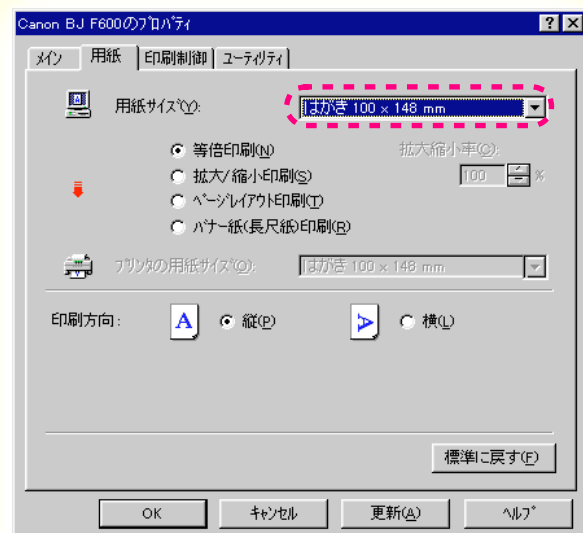 Canon BJ F600のﾌﾟﾛﾊﾟﾃｨ
ﾒｲﾝ 用紙 印刷制御 ﾕｰﾃｨﾘﾃｨ
用紙ｻｲｽﾞ(Y): はがき 100 x 148 mm
等倍印刷(N) 拡大縮小率(C):
拡大/縮小印刷(S) 100 %
ﾍﾟｰｼﾞﾚｲｱｳﾄ印刷(T)
ﾊﾞﾅｰ紙(長尺紙)印刷(R)
ﾌﾟﾘﾝﾀの用紙ｻｲｽﾞ(O): はがき 100 x 148 mm
印刷方向: A 縦(P) A 横(L)
標準に戻す(F)
OK ｷｬﾝｾﾙ 更新(A) ﾍﾙﾌﾟ